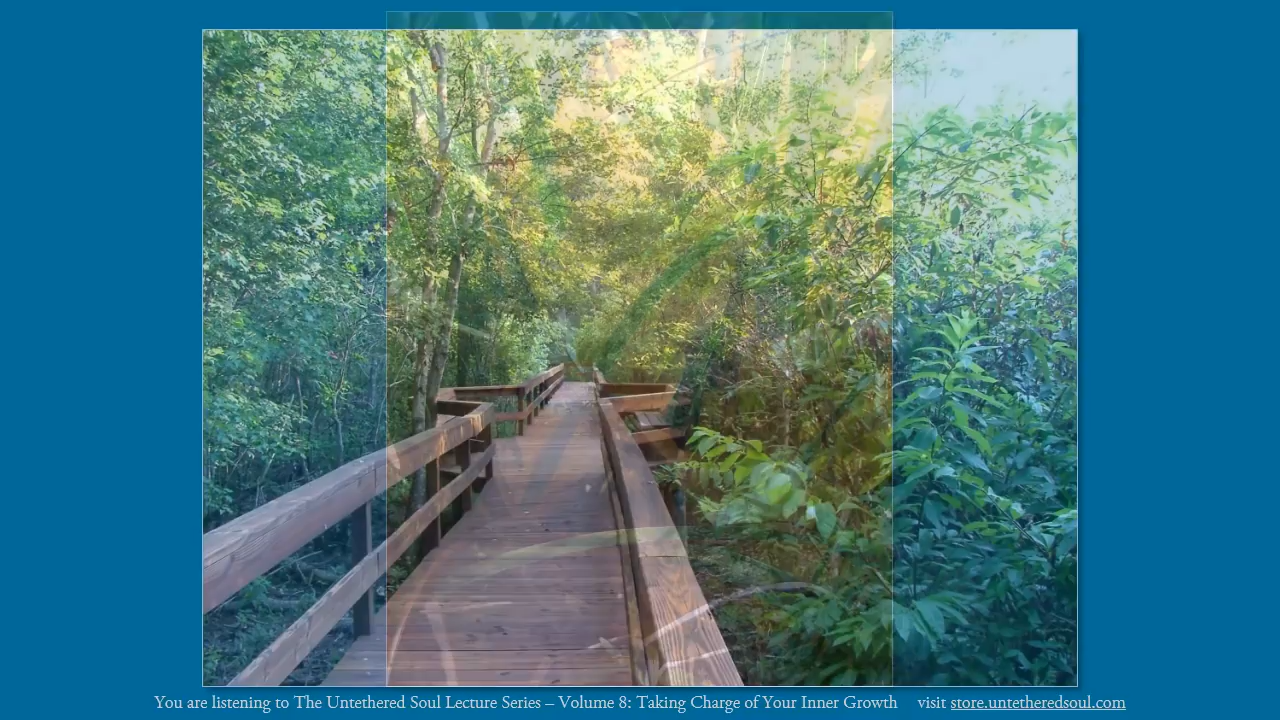 You are listening to The Untethered Soul Lecture Series – Volume 8: Taking Charge of Your Inner Growth visit store.untetheredsoul.com